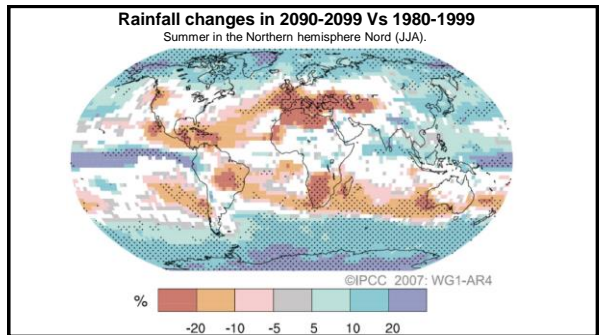 Rainfall changes in 2090-2099 Vs 1980-1999
Summer in the Northern hemisphere Nord (JJA).
©IPCC 2007: WG1-AR4
%
-20 -10 -5 5 10 20